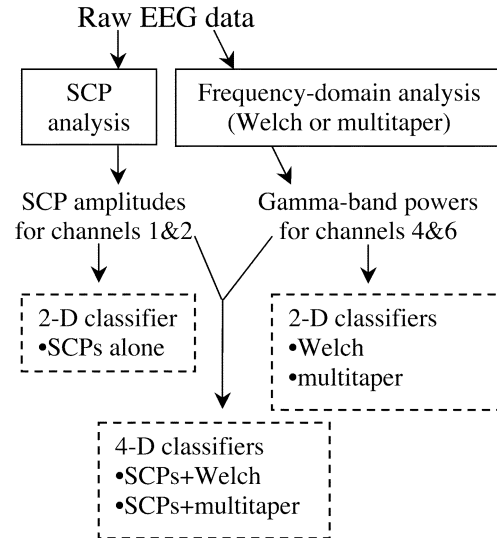 Raw EEG data
SCP
analysis
Frequency-domain analysis
(Welch or multitaper)
SCP amplitudes
for channels 1&2
Gamma-band powers
for channels 4&6
2-D classifier
•SCPs alone
2-D classifiers
•Welch
•multitaper
4-D classifiers
•SCPs+Welch
•SCPs+multitaper